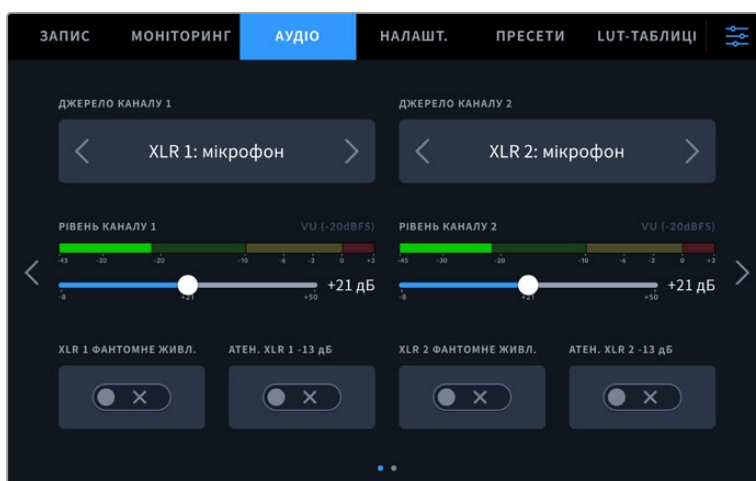 ЗАПИС МОНІТОРИНГ АУДІО НАЛАШТ. ПРЕСЕТИ LUT-ТАБЛИЦІ
ДЖЕРЕЛО КАНАЛУ 1 ДЖЕРЕЛО КАНАЛУ 2
XLR 1: мікрофон XLR 2: мікрофон
РІВЕНЬ КАНАЛУ 1 VU (-20dBFS) РІВЕНЬ КАНАЛУ 2 VU (-20dBFS)
-45 -30 -20 -10 -6 -3 0 +3 -45 -30 -20 -10 -6 -3 0 +3
+21 дБ +21 дБ
-8 +21 +50 -8 +21 +50
XLR 1 ФАНТОМНЕ ЖИВЛ. АТЕН. XLR 1 -13 дБ XLR 2 ФАНТОМНЕ ЖИВЛ. АТЕН. XLR 2 -13 дБ